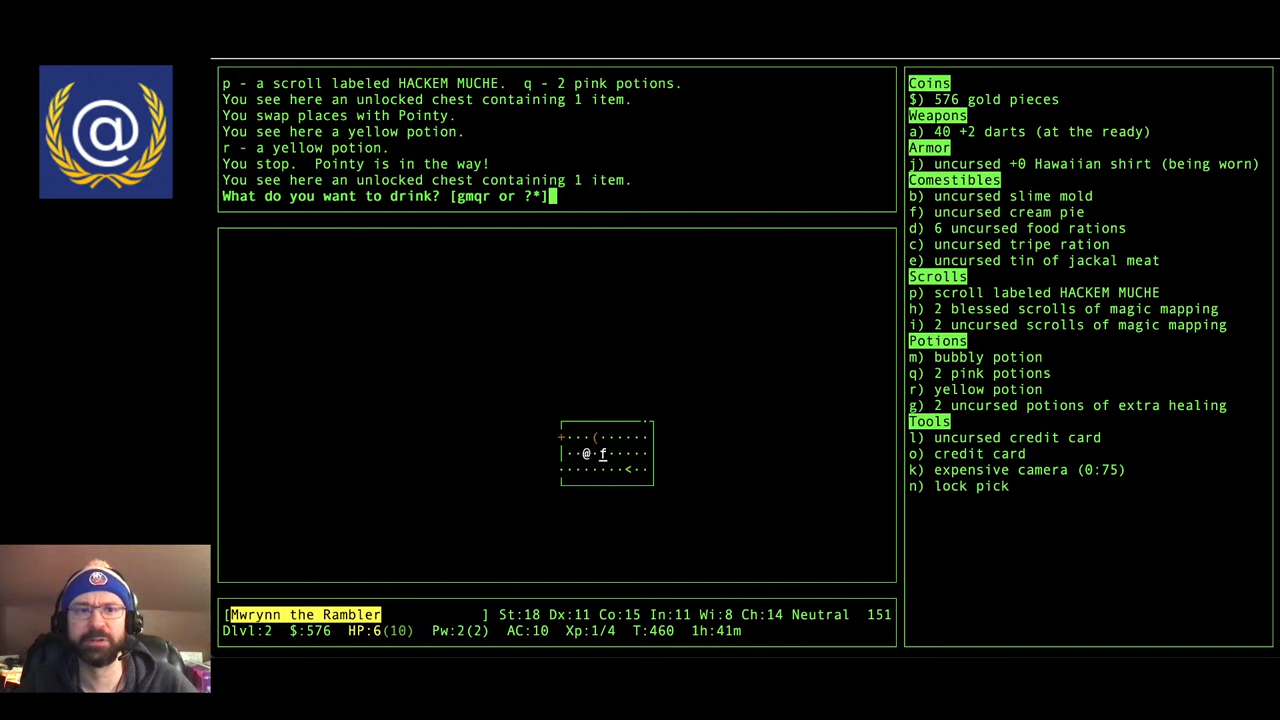 @
p - a scroll labeled HACKEM MUCHE.  q - 2 pink potions.
You see here an unlocked chest containing 1 item.
You swap places with Pointy.
You see here a yellow potion.
r - a yellow potion.
You stop.  Pointy is in the way!
You see here an unlocked chest containing 1 item.
What do you want to drink? [gmqr or ?*]
+···(······
|··@·f·····
········<··
[Mwrynn the Rambler                ] St:18 Dx:11 Co:15 In:11 Wi:8 Ch:14 Neutral  151
Dlvl:2  $:576  HP:6(10)  Pw:2(2)  AC:10  Xp:1/4  T:460  1h:41m
Coins
$) 576 gold pieces
Weapons
a) 40 +2 darts (at the ready)
Armor
j) uncursed +0 Hawaiian shirt (being worn)
Comestibles
b) uncursed slime mold
f) uncursed cream pie
d) 6 uncursed food rations
c) uncursed tripe ration
e) uncursed tin of jackal meat
Scrolls
p) scroll labeled HACKEM MUCHE
h) 2 blessed scrolls of magic mapping
i) 2 uncursed scrolls of magic mapping
Potions
m) bubbly potion
q) 2 pink potions
r) yellow potion
g) 2 uncursed potions of extra healing
Tools
l) uncursed credit card
o) credit card
k) expensive camera (0:75)
n) lock pick